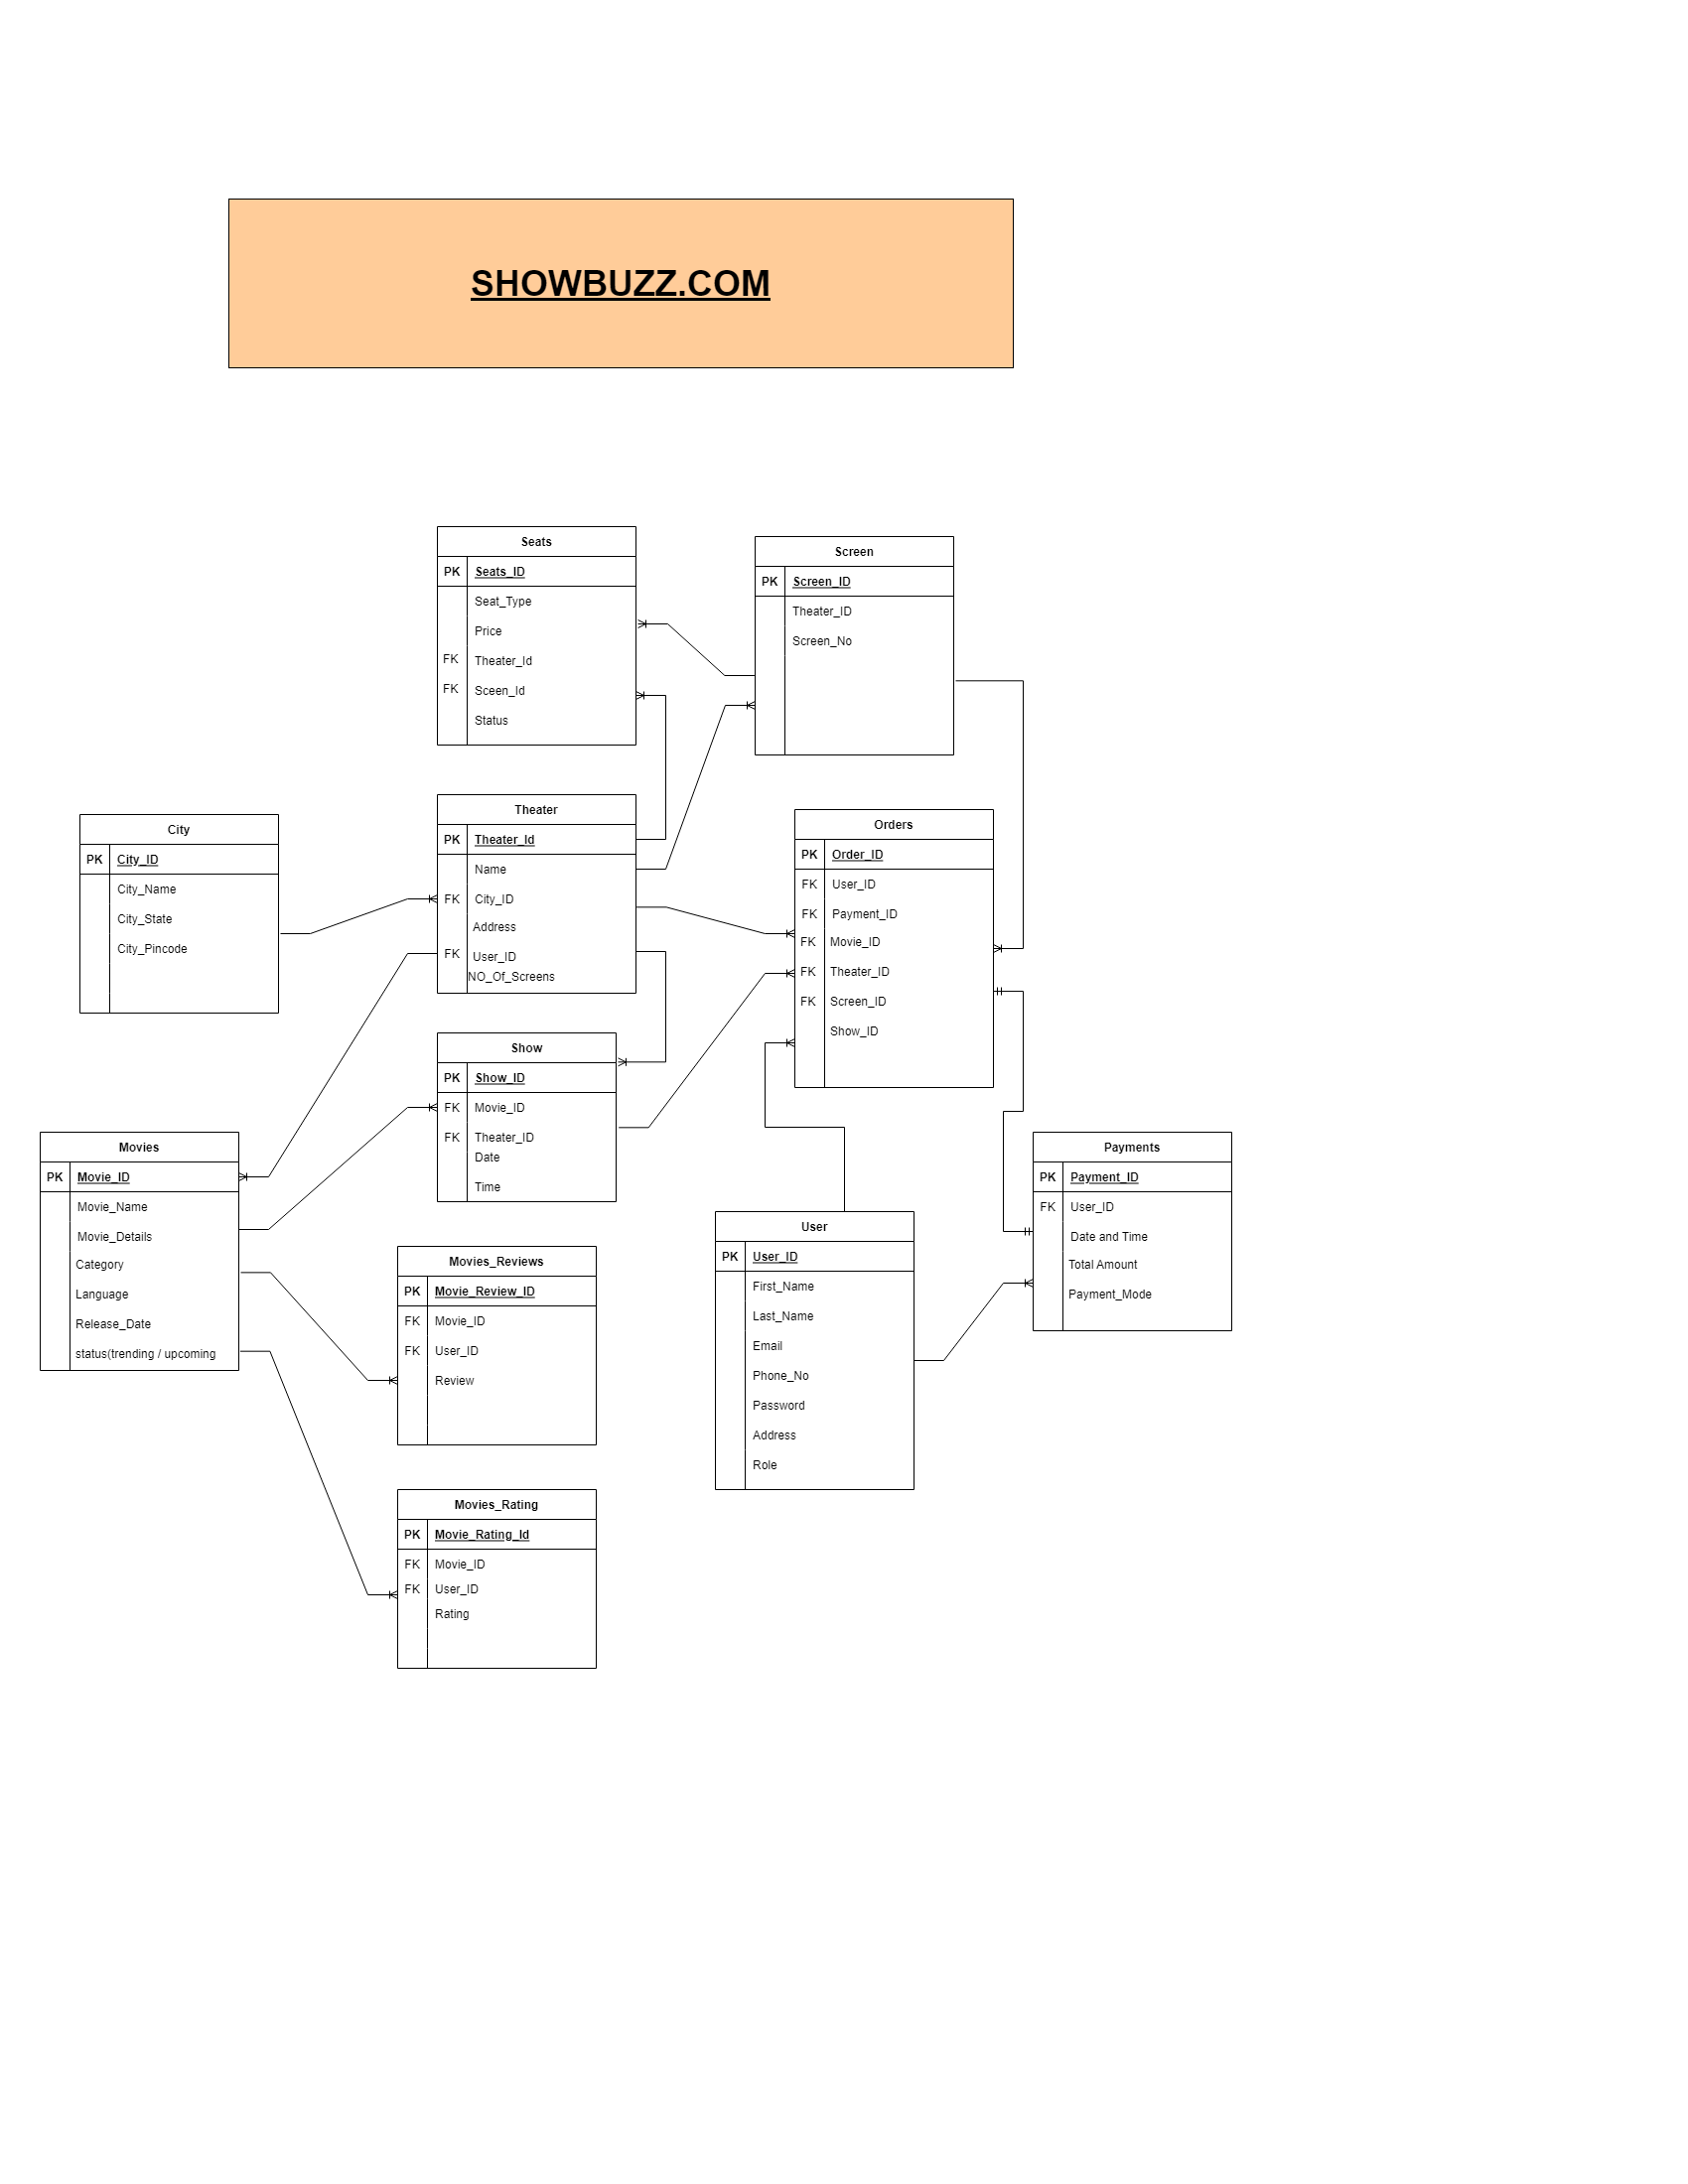 SHOWBUZZ.COM
Seats
PK Seats_ID
Seat_Type
Price
FK Theater_Id
FK Sceen_Id
Status
Screen
PK Screen_ID
Theater_ID
Screen_No
City
PK City_ID
City_Name
City_State
City_Pincode
Theater
PK Theater_Id
Name
FK City_ID
Address
FK User_ID
NO_Of_Screens
Orders
PK Order_ID
FK User_ID
FK Payment_ID
FK Movie_ID
FK Theater_ID
FK Screen_ID
Show_ID
Show
PK Show_ID
FK Movie_ID
FK Theater_ID
Date
Time
Movies
PK Movie_ID
Movie_Name
Movie_Details
Category
Language
Release_Date
status(trending / upcoming
Payments
PK Payment_ID
FK User_ID
Date and Time
Total Amount
Payment_Mode
User
PK User_ID
First_Name
Last_Name
Email
Phone_No
Password
Address
Role
Movies_Reviews
PK Movie_Review_ID
FK Movie_ID
FK User_ID
Review
Movies_Rating
PK Movie_Rating_Id
FK Movie_ID
FK User_ID
Rating